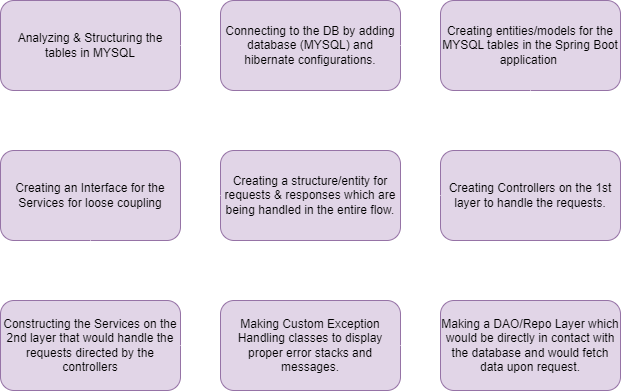 Analyzing & Structuring the
tables in MYSQL
Connecting to the DB by adding
database (MYSQL) and
hibernate configurations.
Creating entities/models for the
MYSQL tables in the Spring Boot
application
Creating an Interface for the
Services for loose coupling
Creating a structure/entity for
requests & responses which are
being handled in the entire flow.
Creating Controllers on the 1st
layer to handle the requests.
Constructing the Services on the
2nd layer that would handle the
requests directed by the
controllers
Making Custom Exception
Handling classes to display
proper error stacks and
messages.
Making a DAO/Repo Layer which
would be directly in contact with
the database and would fetch
data upon request.